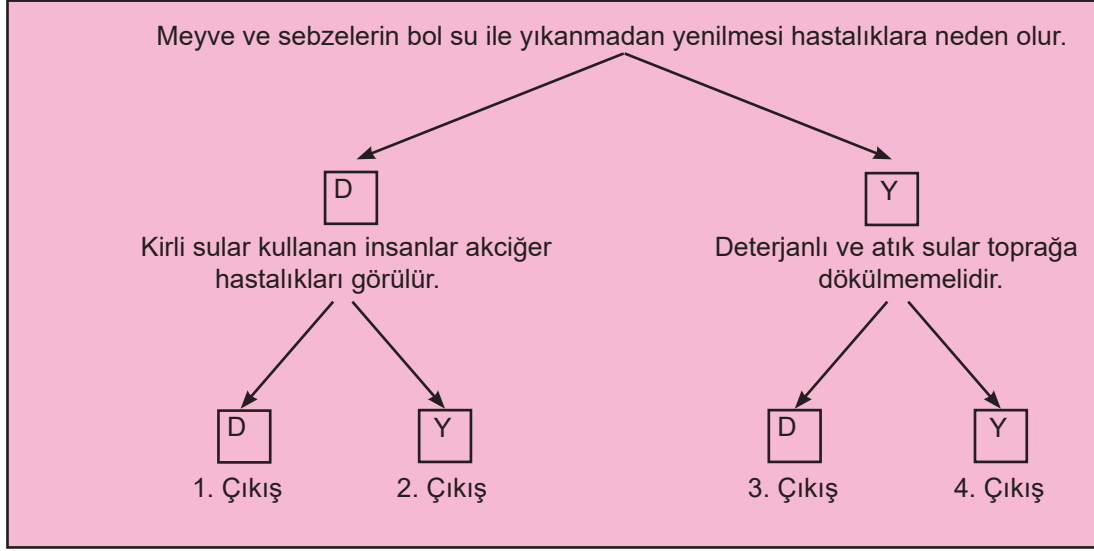 Meyve ve sebzelerin bol su ile yıkanmadan yenilmesi hastalıklara neden olur.
D
Y
Kirli sular kullanan insanlar akciğer
hastalıkları görülür.
Deterjanlı ve atık sular toprağa
dökülmemelidir.
D
Y
D
Y
1. Çıkış
2. Çıkış
3. Çıkış
4. Çıkış